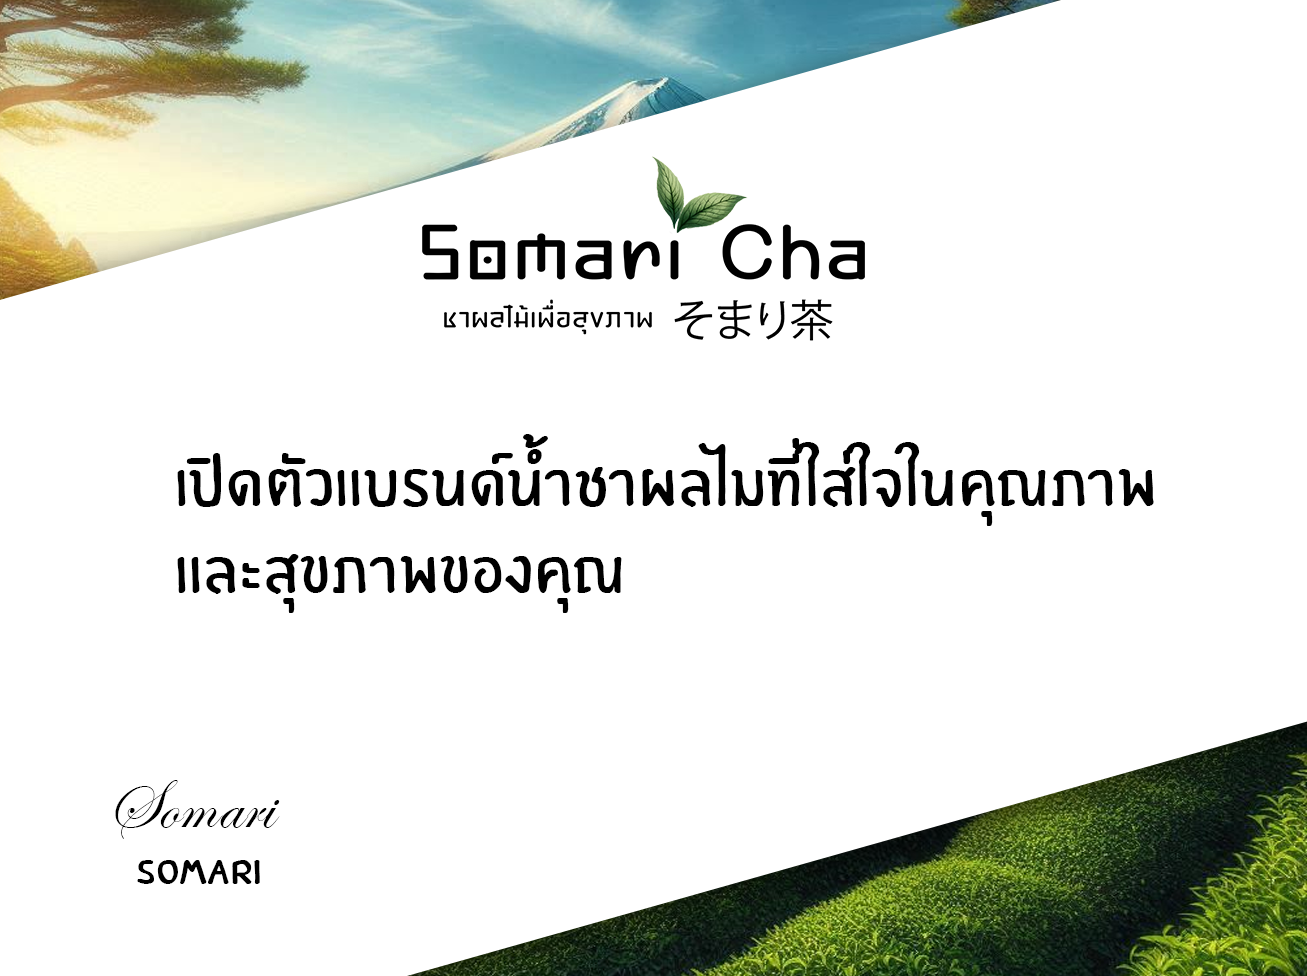 Somari Cha
ชาผลไม้เพื่อสุขภาพ そまり茶
เปิดตัวแบรนด์น้ำชาผลไมที่ใส่ใจในคุณภาพ
และสุขภาพของคุณ
Somari
SOMARI